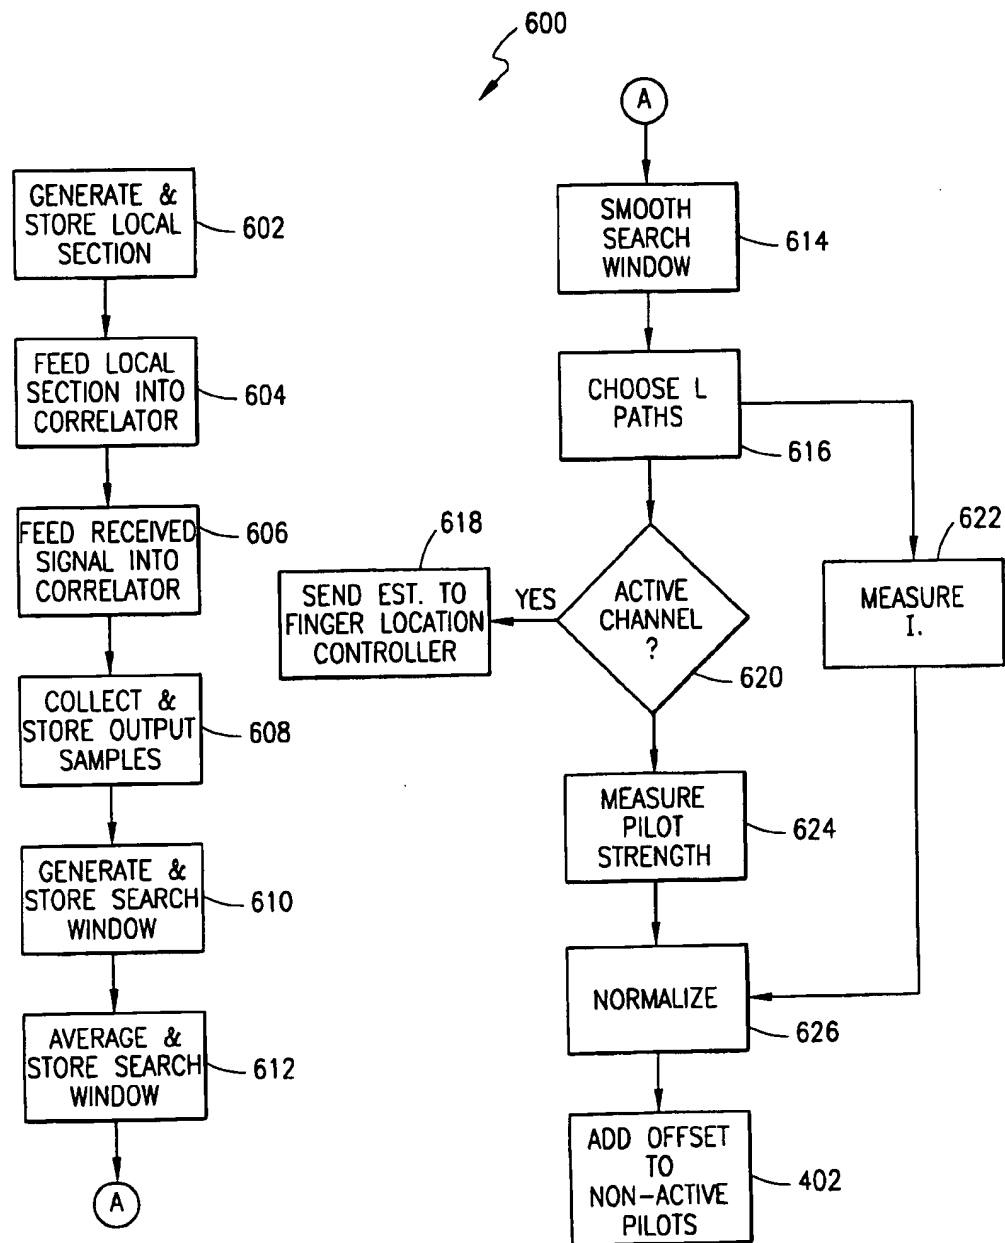 600
GENERATE &
STORE LOCAL
SECTION
602
FEED LOCAL
SECTION INTO
CORRELATOR
604
FEED RECEIVED
SIGNAL INTO
CORRELATOR
606
COLLECT &
STORE OUTPUT
SAMPLES
608
GENERATE &
STORE SEARCH
WINDOW
610
AVERAGE &
STORE SEARCH
WINDOW
612
A
A
SMOOTH
SEARCH
WINDOW
614
CHOOSE L
PATHS
616
618
SEND EST. TO
FINGER LOCATION
CONTROLLER
YES
ACTIVE
CHANNEL
?
620
622
MEASURE
I.
MEASURE
PILOT
STRENGTH
624
NORMALIZE
626
ADD OFFSET
TO
NON-ACTIVE
PILOTS
402